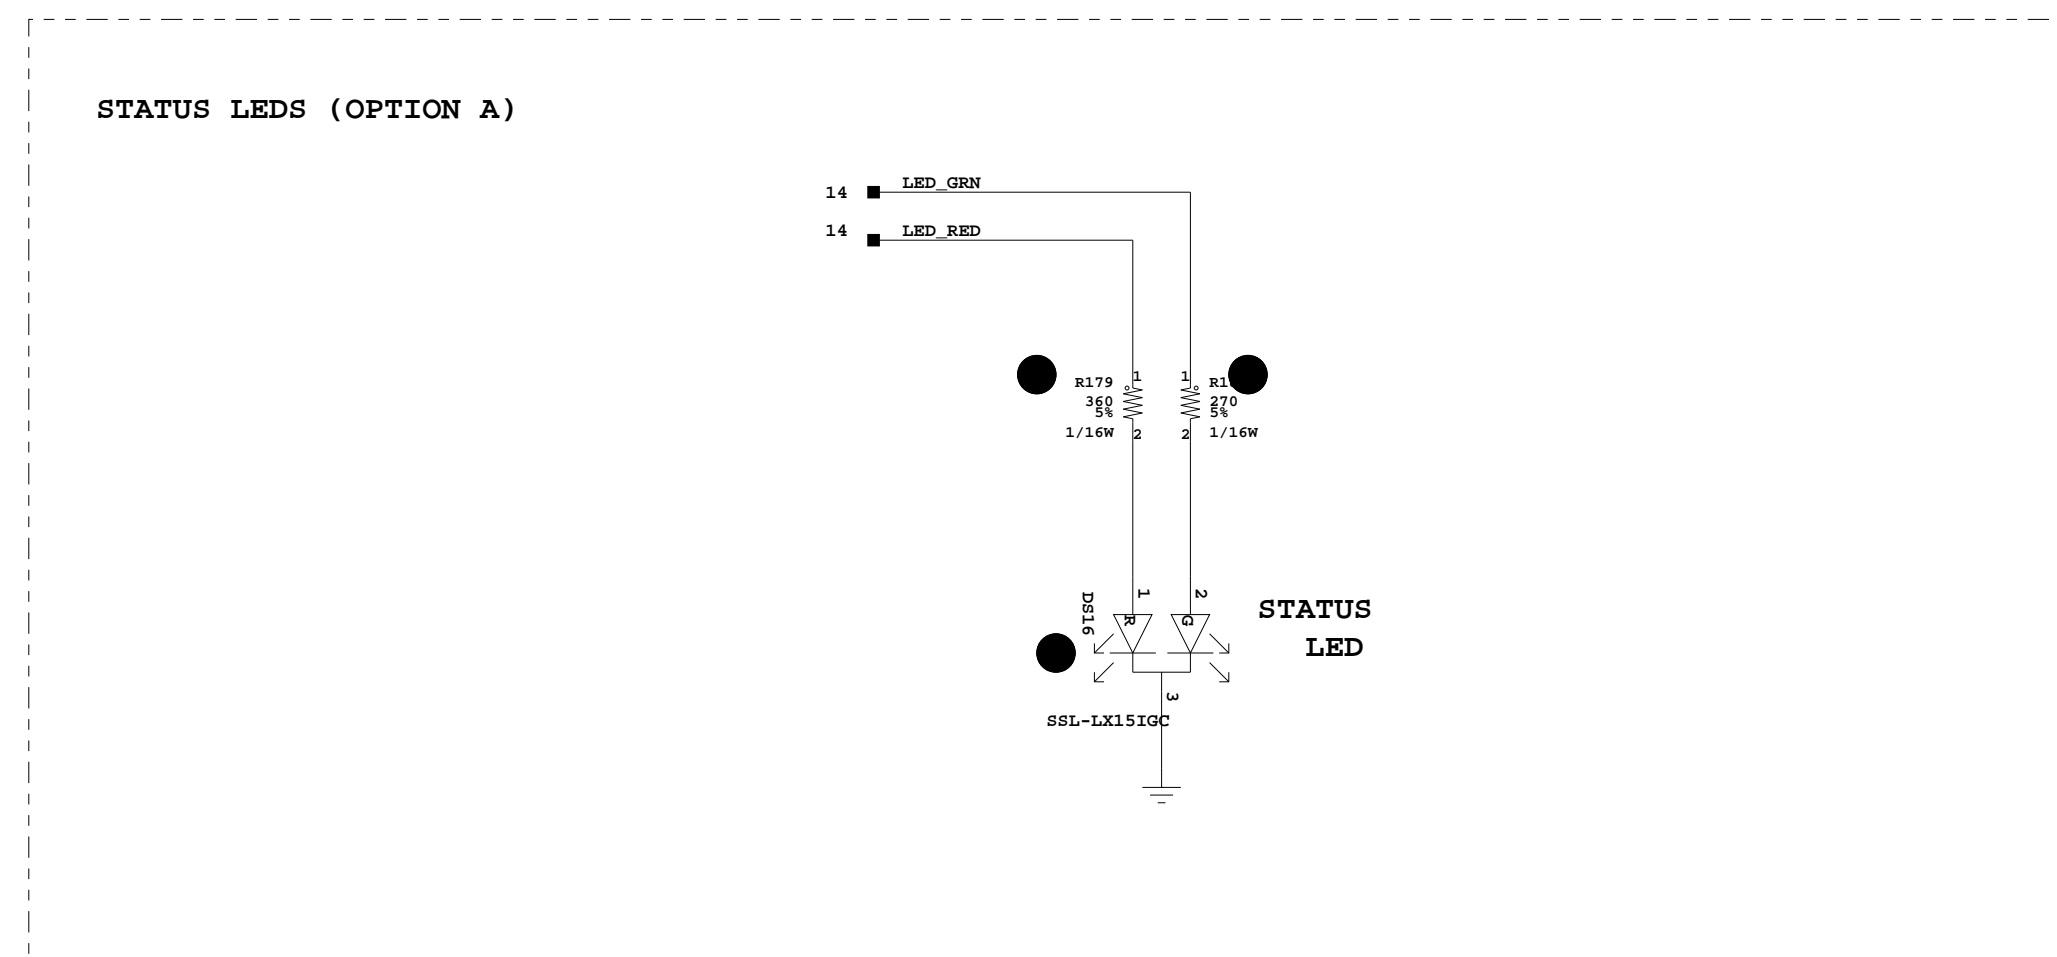 STATUS LEDS (OPTION A)
14
LED_GRN
14
LED_RED
R179
360
5%
1/16W
1
2
1
2
270
5%
1/16W
DS16
1
2
R
G
STATUS
LED
3
SSL-LX15IGC